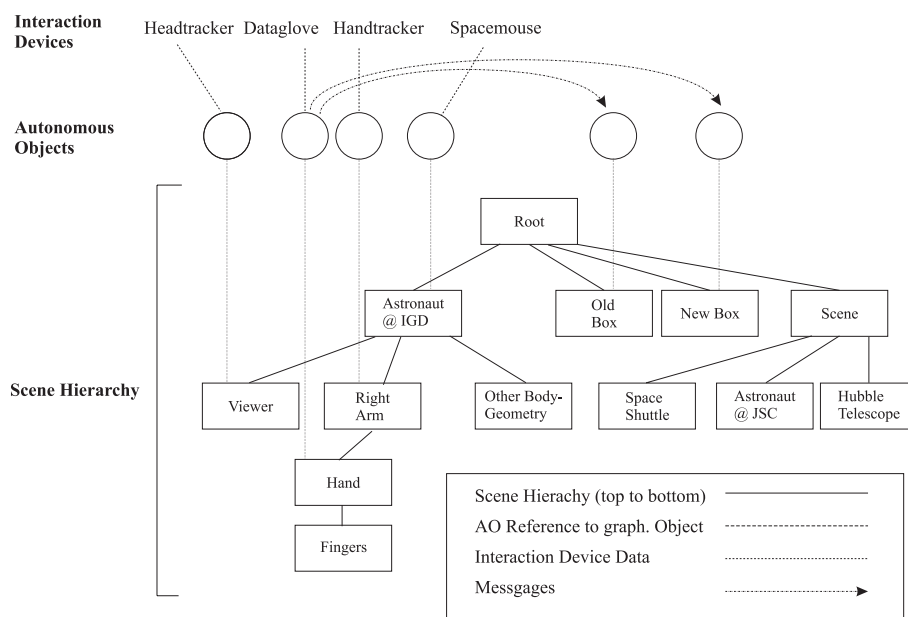 Interaction
Devices
Headtracker
Dataglove
Handtracker
Spacemouse
Autonomous
Objects
Root
Astronaut
@ IGD
Old
Box
New Box
Scene
Scene Hierarchy
Viewer
Right
Arm
Other Body-
Geometry
Space
Shuttle
Astronaut
@ JSC
Hubble
Telescope
Hand
Fingers
Scene Hierachy (top to bottom)
AO Reference to graph. Object
Interaction Device Data
Messgages